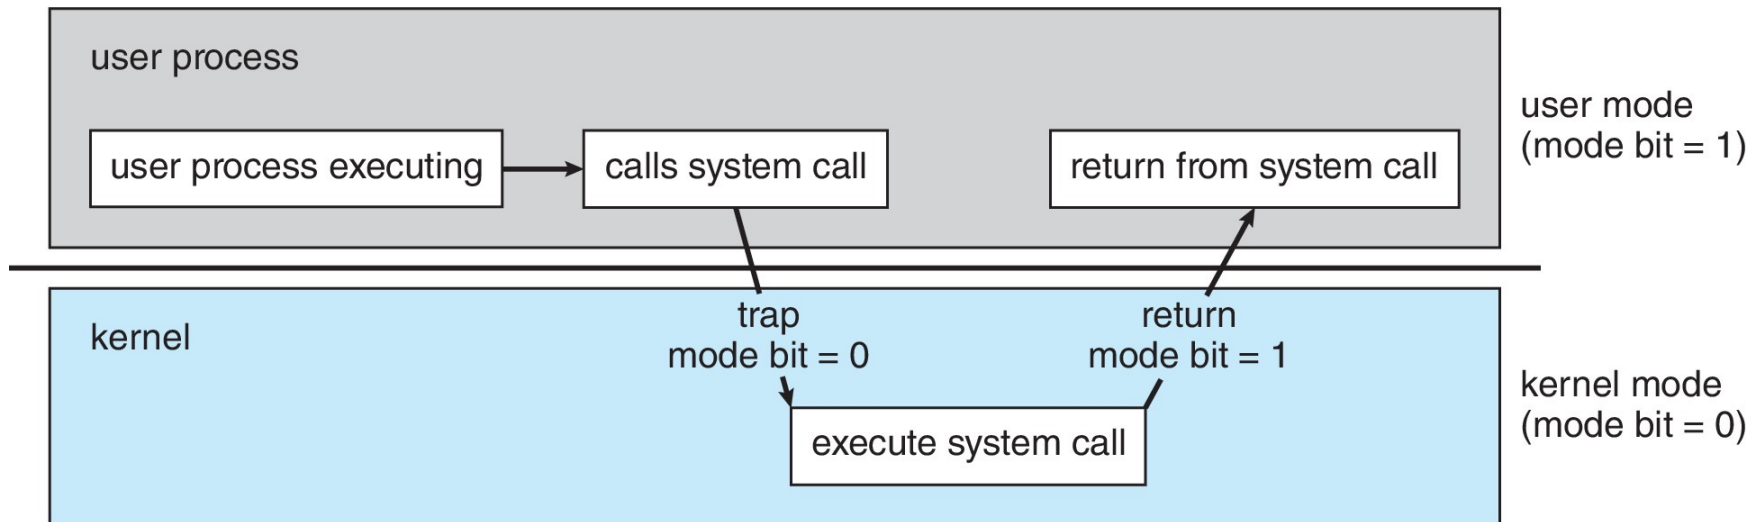 user process
user process executing
calls system call
return from system call
user mode
(mode bit = 1)
kernel
trap
mode bit = 0
return
mode bit = 1
execute system call
kernel mode
(mode bit = 0)